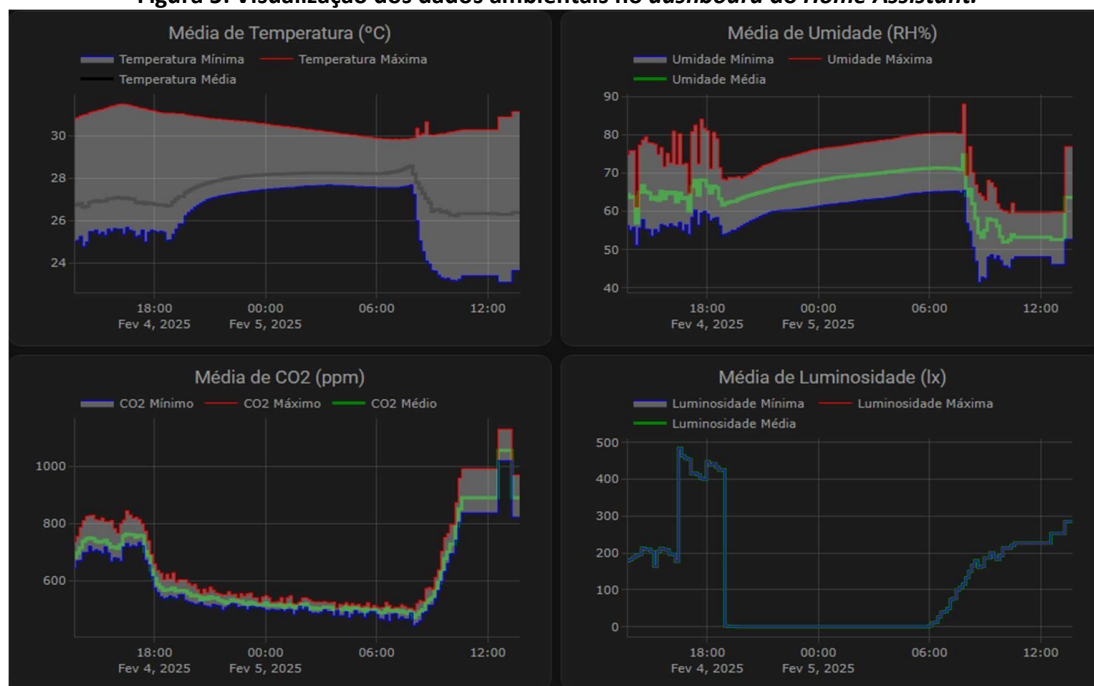 Figura 5: Visualização dos dados ambientais no dashboard do Home Assistant.
Média de Temperatura (°C)
Temperatura Mínima Temperatura Máxima
Temperatura Média
30
28
26
24
18:00 00:00 06:00 12:00
Fev 4, 2025 Fev 5, 2025
Média de Umidade (RH%)
Umidade Mínima Umidade Máxima
Umidade Média
90
80
70
60
50
40
18:00 00:00 06:00 12:00
Fev 4, 2025 Fev 5, 2025
Média de CO2 (ppm)
CO2 Mínimo CO2 Máximo CO2 Médio
1000
800
600
18:00 00:00 06:00 12:00
Fev 4, 2025 Fev 5, 2025
Média de Luminosidade (lx)
Luminosidade Mínima Luminosidade Máxima
Luminosidade Média
500
400
300
200
100
0
18:00 00:00 06:00 12:00
Fev 4, 2025 Fev 5, 2025